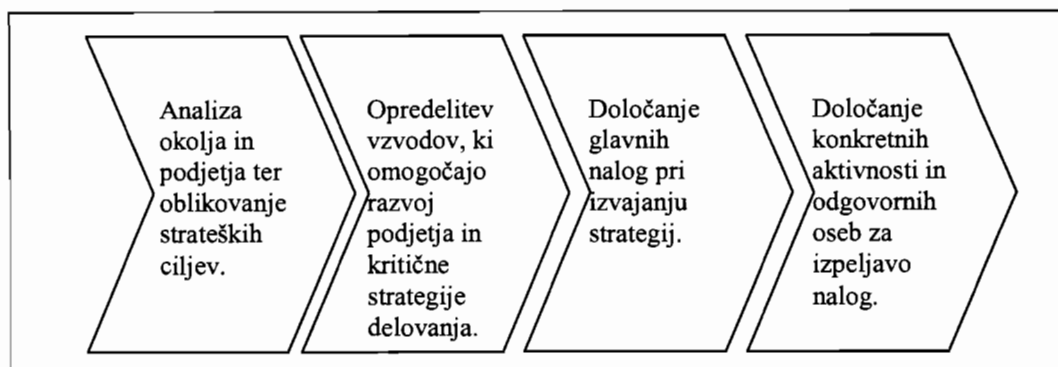 Analiza
okolja in
podjetja ter
oblikovanje
strateških
ciljev.
Opredelitev
vzvodov, ki
omogočajo
razvoj
podjetja in
kritične
strategije
delovanja.
Določanje
glavnih
nalog pri
izvajanju
strategij.
Določanje
konkretnih
aktivnosti in
odgovornih
oseb za
izpeljavo
nalog.